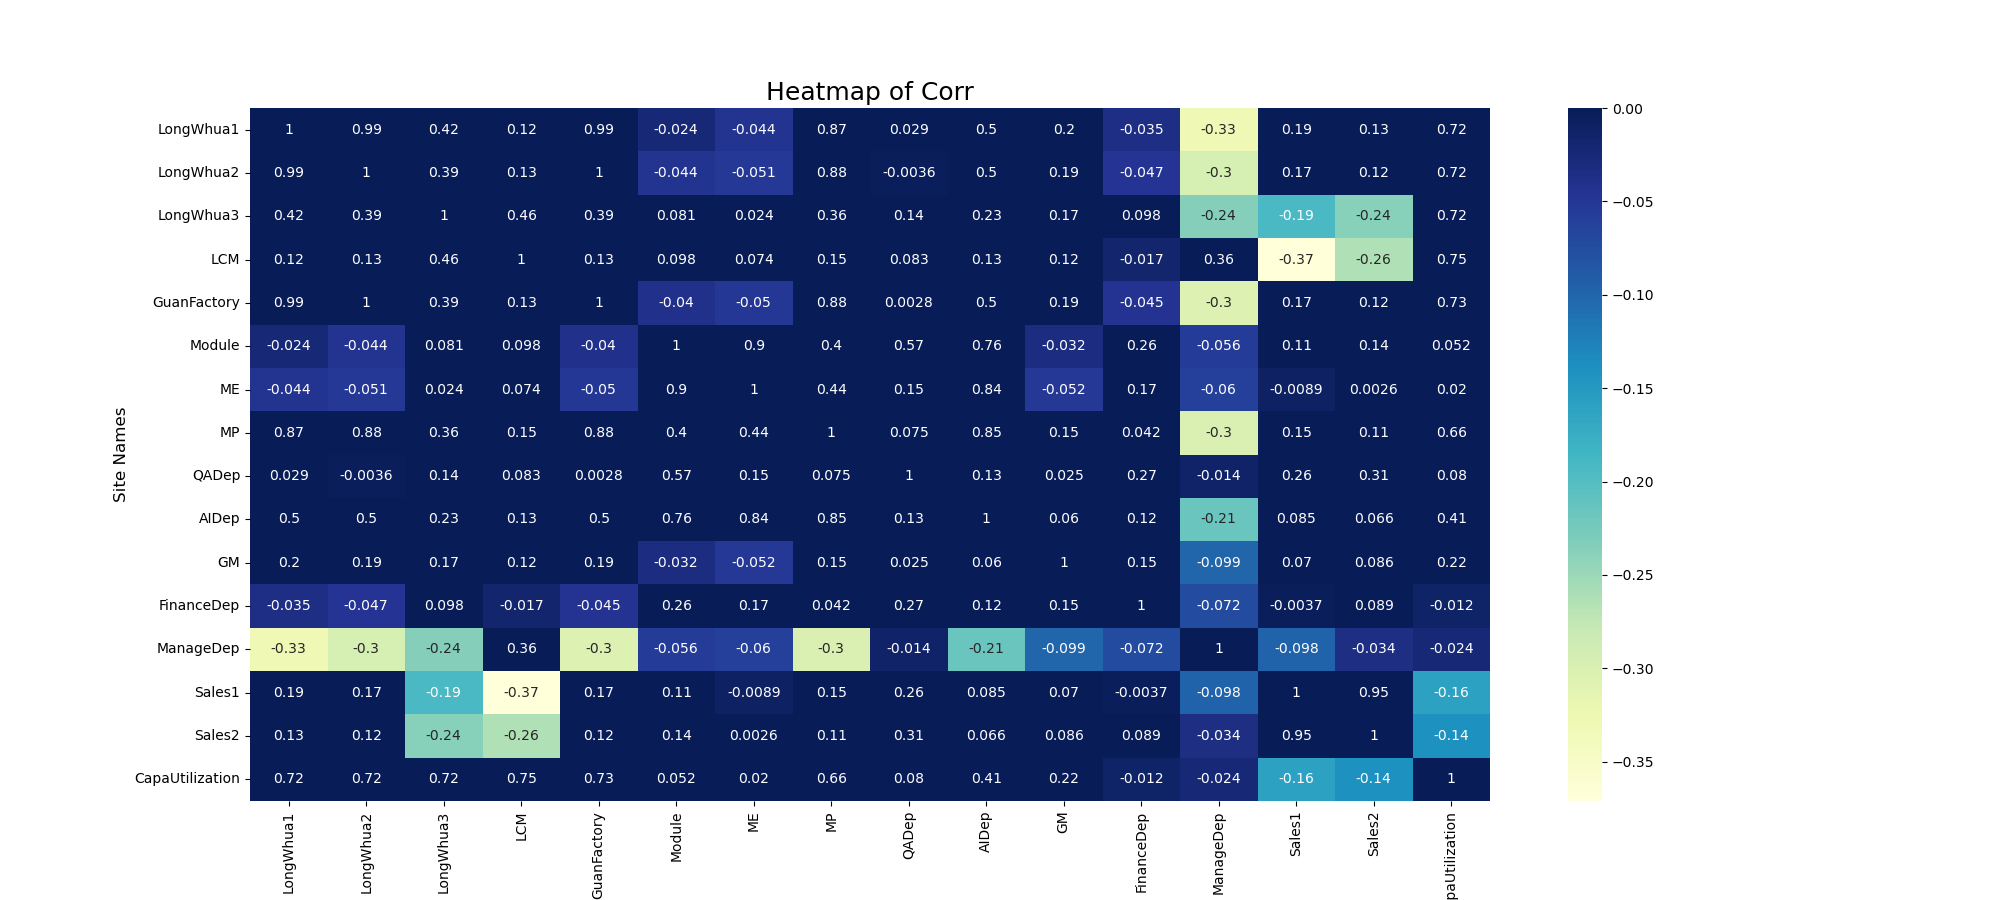 Heatmap of Corr
Site Names
LongWhua1 1 0.99 0.42 0.12 0.99 -0.024 -0.044 0.87 0.029 0.5 0.2 -0.035 -0.33 0.19 0.13 0.72
LongWhua2 0.99 1 0.39 0.13 1 -0.044 -0.051 0.88 -0.0036 0.5 0.19 -0.047 -0.3 0.17 0.12 0.72
LongWhua3 0.42 0.39 1 0.46 0.39 0.081 0.024 0.36 0.14 0.23 0.17 0.098 -0.24 -0.19 -0.24 0.72
LCM 0.12 0.13 0.46 1 0.13 0.098 0.074 0.15 0.083 0.13 0.12 -0.017 0.36 -0.37 -0.26 0.75
GuanFactory 0.99 1 0.39 0.13 1 -0.04 -0.05 0.88 0.0028 0.5 0.19 -0.045 -0.3 0.17 0.12 0.73
Module -0.024 -0.044 0.081 0.098 -0.04 1 0.9 0.4 0.57 0.76 -0.032 0.26 -0.056 0.11 0.14 0.052
ME -0.044 -0.051 0.024 0.074 -0.05 0.9 1 0.44 0.15 0.84 -0.052 0.17 -0.06 -0.0089 0.0026 0.02
MP 0.87 0.88 0.36 0.15 0.88 0.4 0.44 1 0.075 0.85 0.15 0.042 -0.3 0.15 0.11 0.66
QADep 0.029 -0.0036 0.14 0.083 0.0028 0.57 0.15 0.075 1 0.13 0.025 0.27 -0.014 0.26 0.31 0.08
AIDep 0.5 0.5 0.23 0.13 0.5 0.76 0.84 0.85 0.13 1 0.06 0.12 -0.21 0.085 0.066 0.41
GM 0.2 0.19 0.17 0.12 0.19 -0.032 -0.052 0.15 0.025 0.06 1 0.15 -0.099 0.07 0.086 0.22
FinanceDep -0.035 -0.047 0.098 -0.017 -0.045 0.26 0.17 0.042 0.27 0.12 0.15 1 -0.072 -0.0037 0.089 -0.012
ManageDep -0.33 -0.3 -0.24 0.36 -0.3 -0.056 -0.06 -0.3 -0.014 -0.21 -0.099 -0.072 1 -0.098 -0.034 -0.024
Sales1 0.19 0.17 -0.19 -0.37 0.17 0.11 -0.0089 0.15 0.26 0.085 0.07 -0.0037 -0.098 1 0.95 -0.16
Sales2 0.13 0.12 -0.24 -0.26 0.12 0.14 0.0026 0.11 0.31 0.066 0.086 0.089 -0.034 0.95 1 -0.14
CapaUtilization 0.72 0.72 0.72 0.75 0.73 0.052 0.02 0.66 0.08 0.41 0.22 -0.012 -0.024 -0.16 -0.14 1
LongWhua1
LongWhua2
LongWhua3
LCM
GuanFactory
Module
ME
MP
QADep
AIDep
GM
FinanceDep
ManageDep
Sales1
Sales2
paUtilization
0.00
−0.05
−0.10
−0.15
−0.20
−0.25
−0.30
−0.35